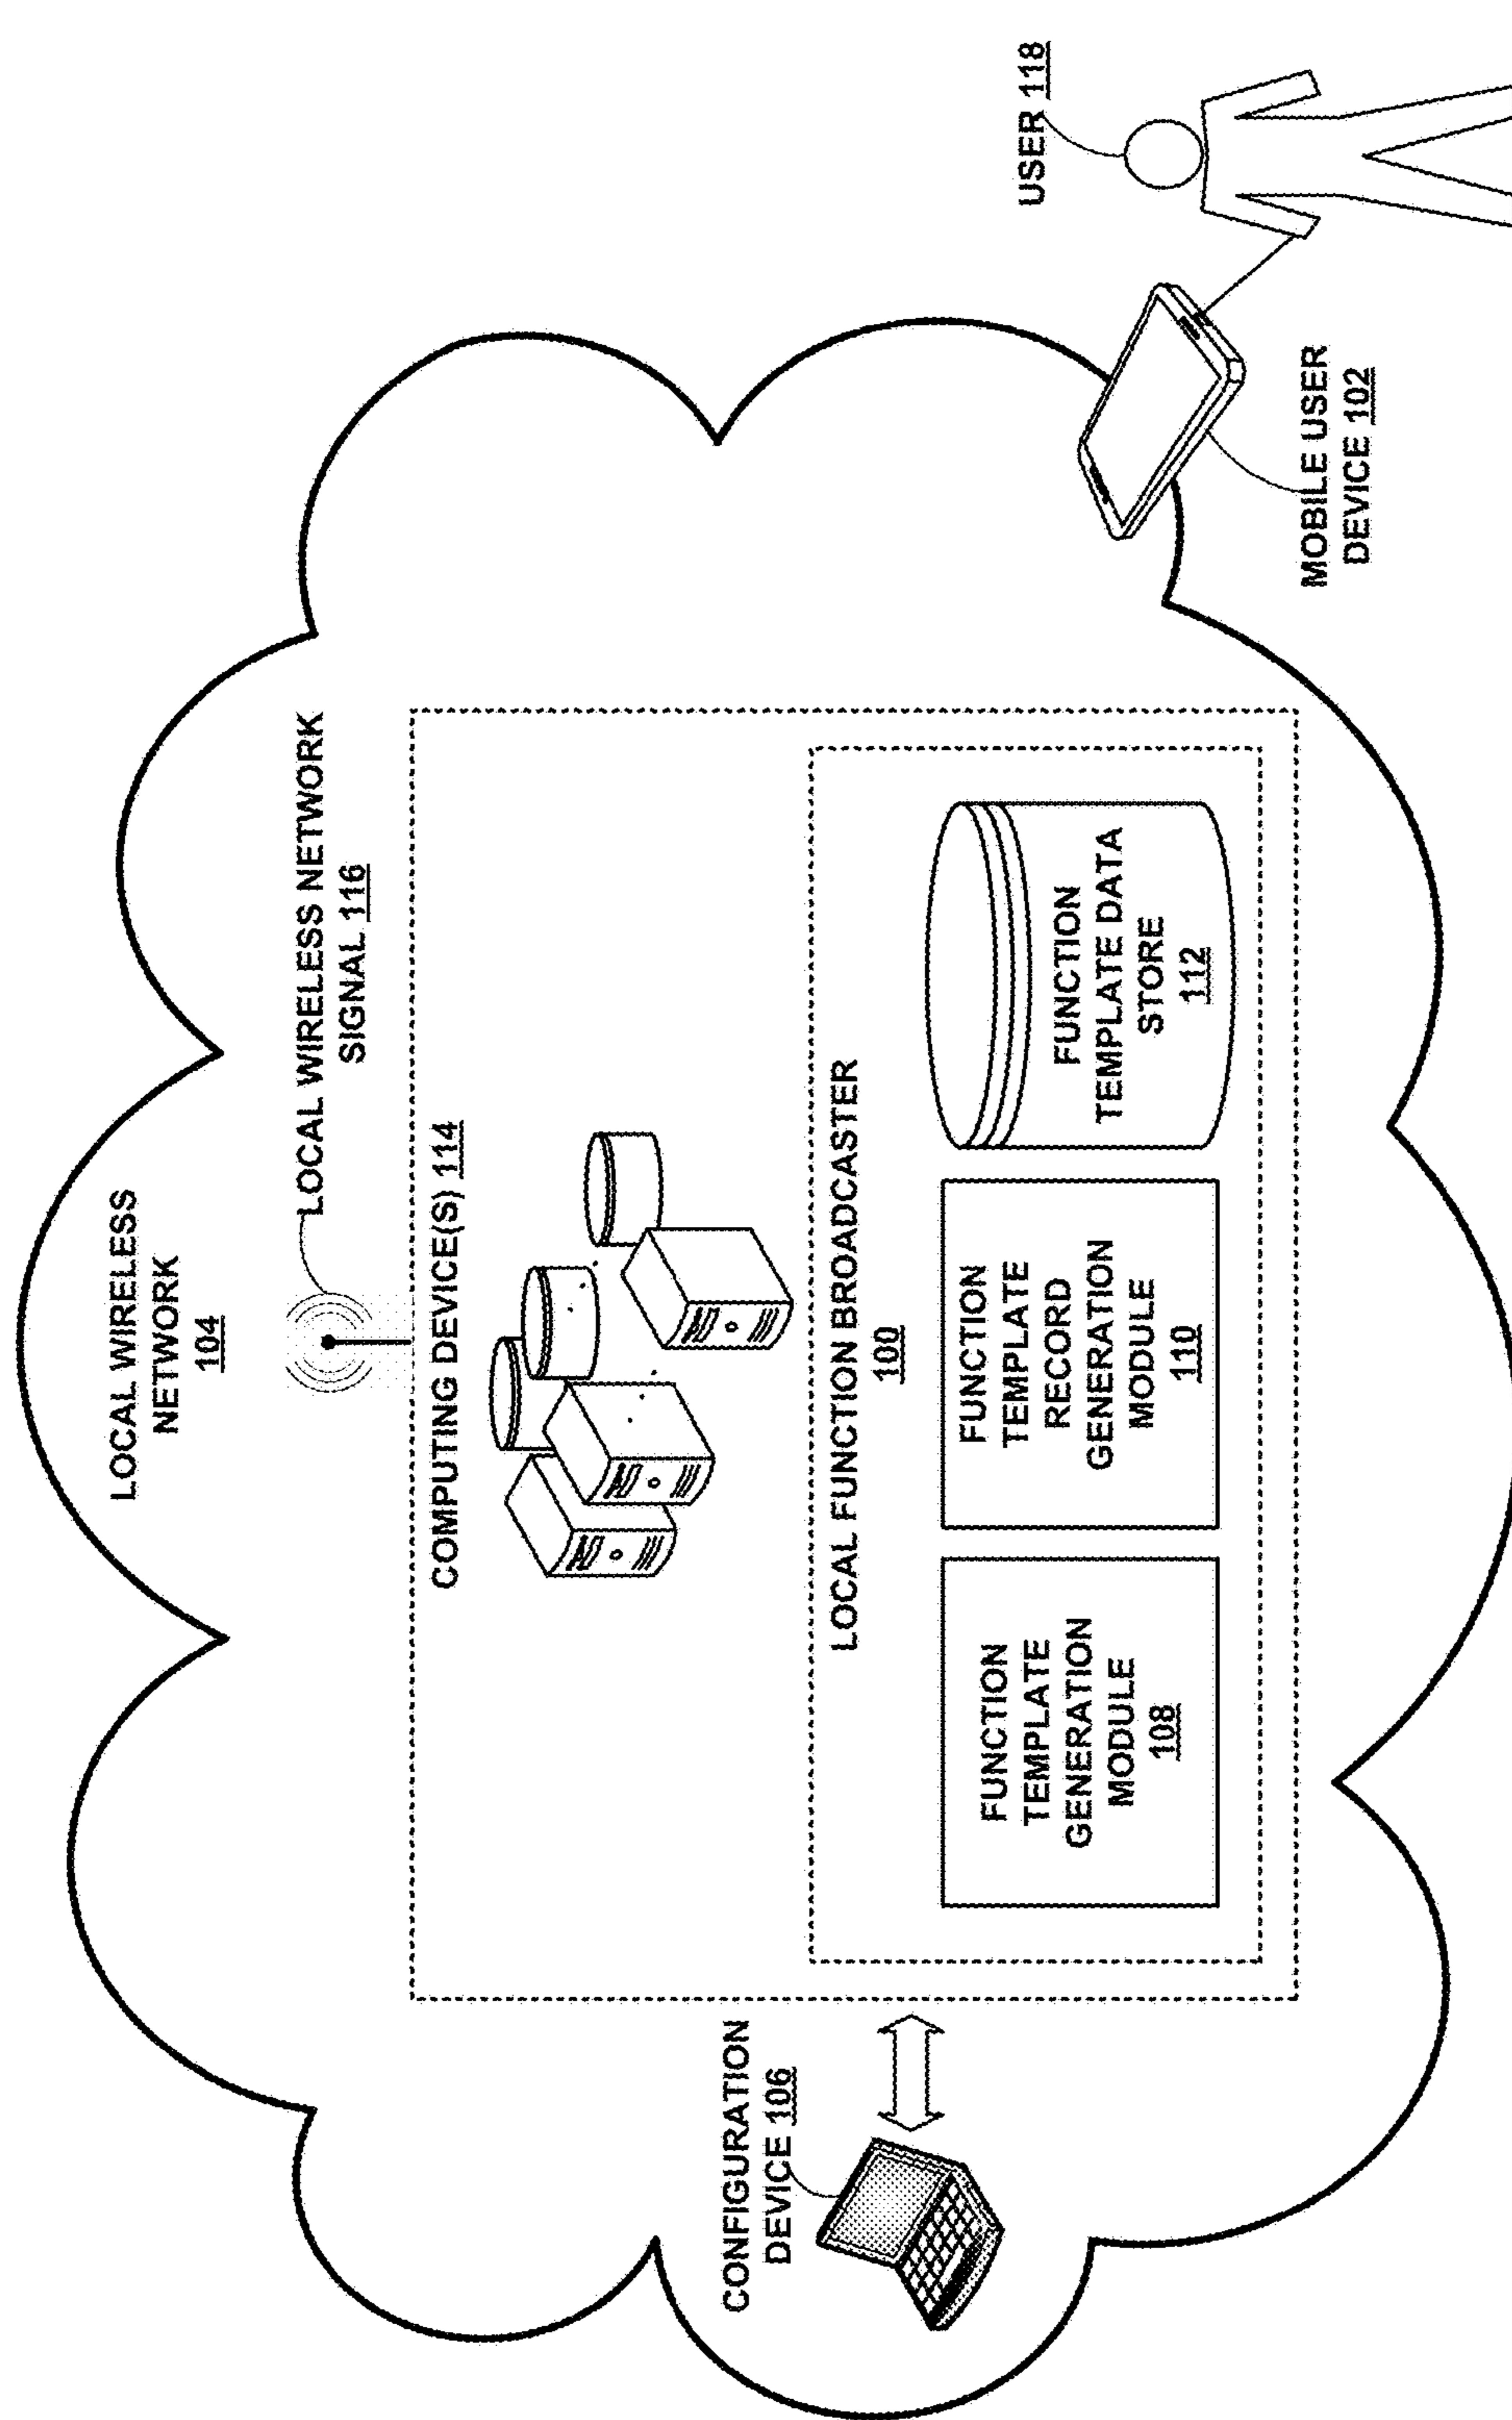 LOCAL WIRELESS
NETWORK
104
LOCAL WIRELESS NETWORK
SIGNAL 116
COMPUTING DEVICE(S) 114
CONFIGURATION
DEVICE 106
LOCAL FUNCTION BROADCASTER
100
FUNCTION
TEMPLATE
GENERATION
MODULE
108
FUNCTION
TEMPLATE
RECORD
GENERATION
MODULE
110
FUNCTION
TEMPLATE DATA
STORE
112
USER 118
MOBILE USER
DEVICE 102